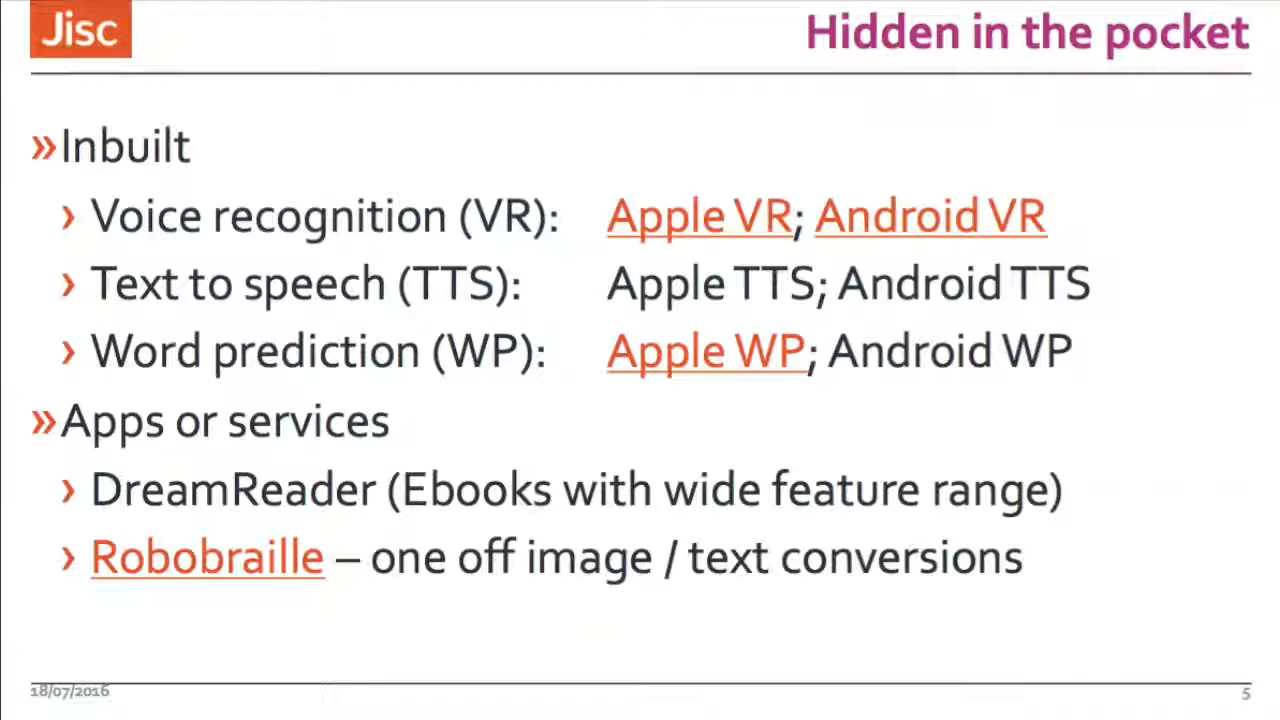 Jisc
Hidden in the pocket
» Inbuilt
› Voice recognition (VR): Apple VR; Android VR
› Text to speech (TTS): Apple TTS; Android TTS
› Word prediction (WP): Apple WP; Android WP
» Apps or services
› DreamReader (Ebooks with wide feature range)
› Robobraille – one off image / text conversions
18/07/2016
5